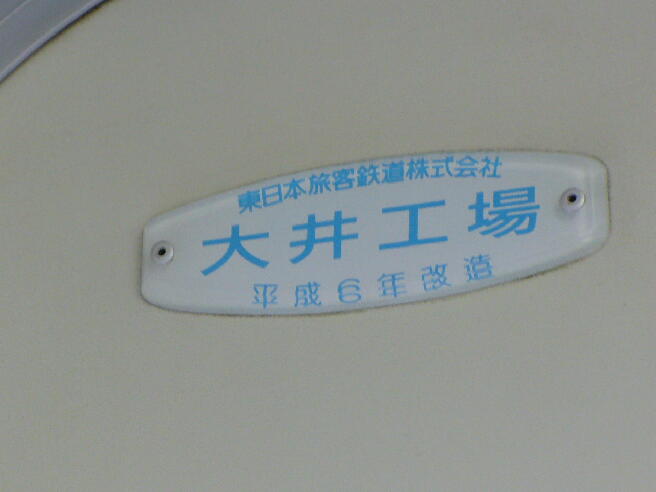 東日本旅客鉄道株式会社
大井工場
平成6年改造